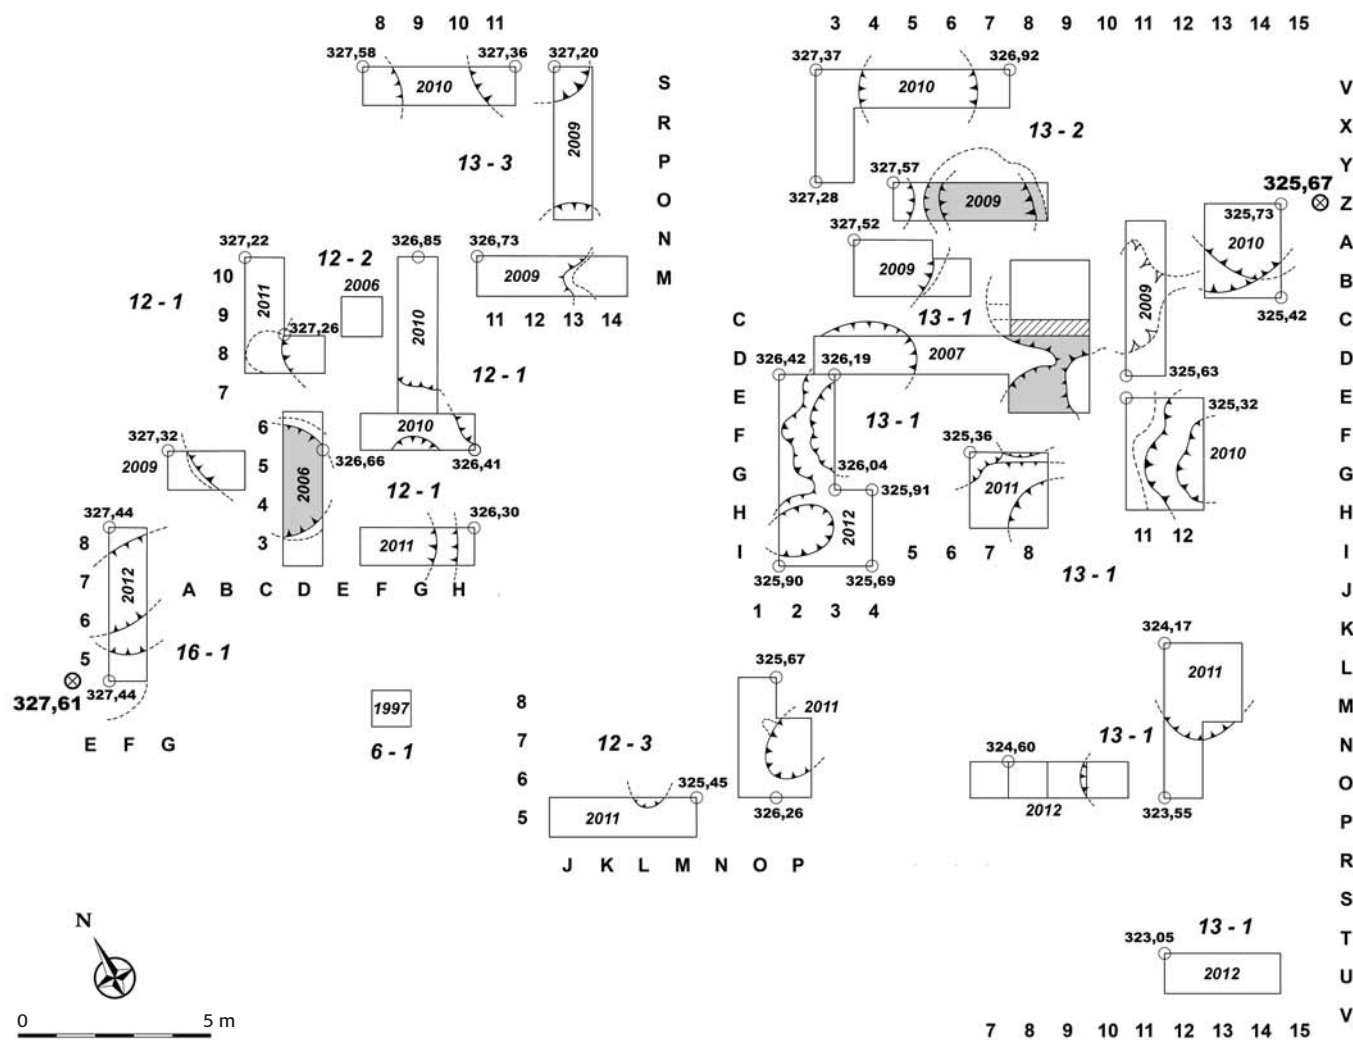 8 9 10 11
3 4 5 6 7 8 9 10 11 12 13 14 15
327,58
327,36
327,20
327,37
326,92
2010
2009
2010
S
R
P
O
N
M
V
X
Y
Z
A
B
C
D
E
F
G
H
I
J
K
L
M
N
O
P
R
S
T
U
V
13 - 3
13 - 2
327,28
327,57
2009
325,67
327,52
2009
325,73
2010
325,42
2009
325,63
327,22
12 - 2
326,85
326,73
2009
11 12 13 14
10
9
8
7
12 - 1
2011
2006
327,26
2010
12 - 1
13 - 1
C
D
E
F
G
H
I
326,42
326,19
2007
13 - 1
325,32
2010
11 12
327,32
2009
6
5
4
3
2006
326,66
2010
326,41
12 - 1
326,04
325,91
325,36
2011
2012
326,30
2011
325,90
325,69
5 6 7 8
13 - 1
1 2 3 4
327,44
8
7
6
5
2012
A B C D E F G H
16 - 1
327,61
327,44
E F G
1997
6 - 1
8
7
6
5
12 - 3
325,67
2011
325,45
2011
326,26
J K L M N O P
324,17
2011
13 - 1
324,60
2012
323,55
13 - 1
323,05
2012
7 8 9 10 11 12 13 14 15
N
0 5 m